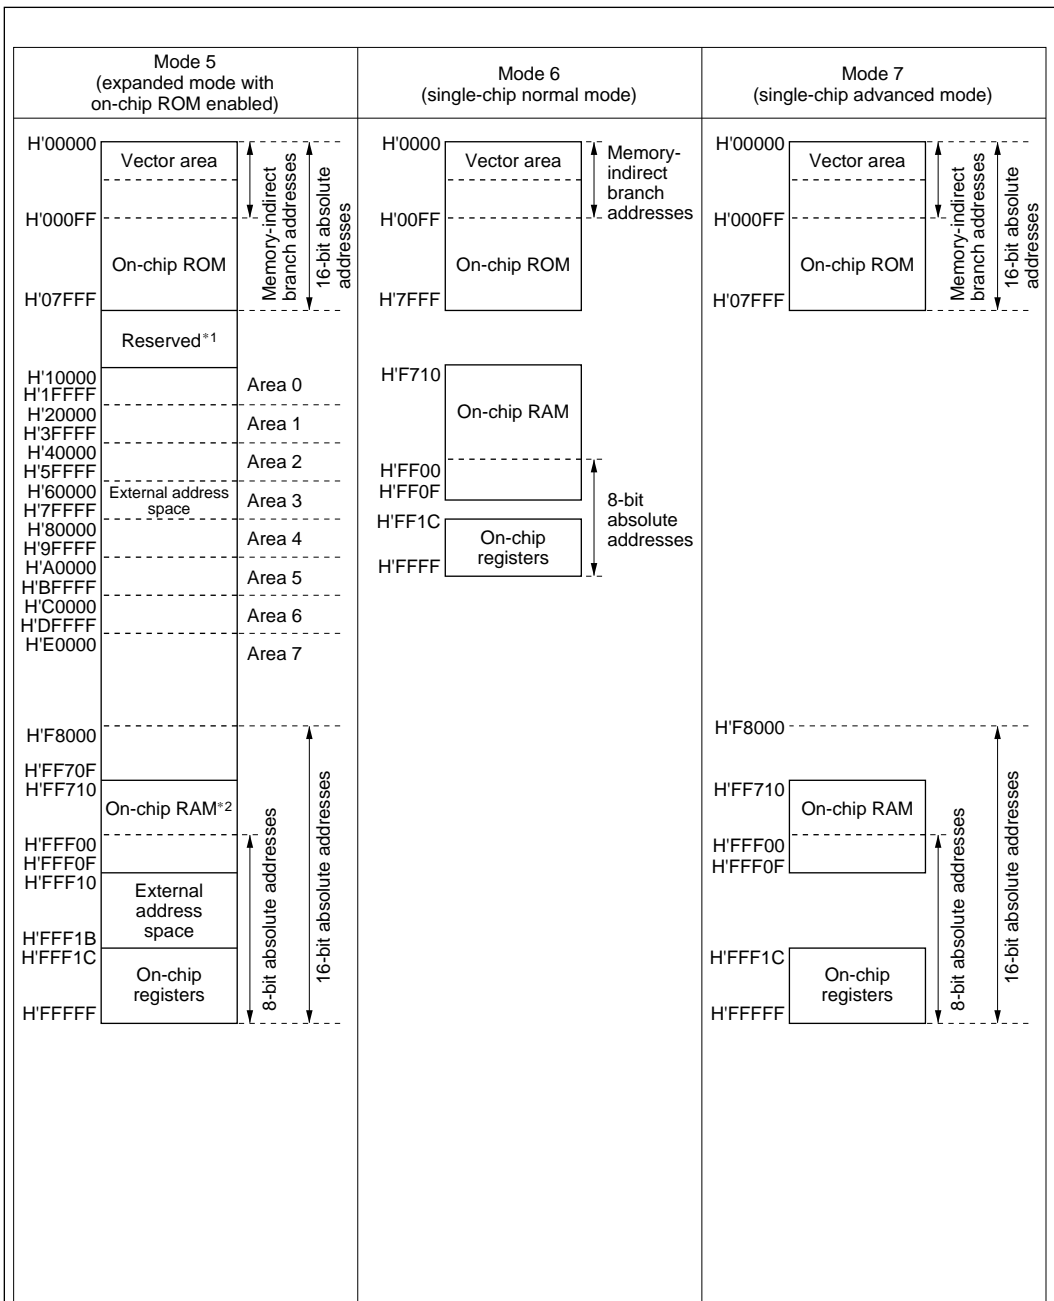 Mode 5
(expanded mode with
on-chip ROM enabled)
H'00000
Vector area
H'000FF
On-chip ROM
H'07FFF
Memory-indirect
branch addresses
16-bit absolute
addresses
Reserved*1
H'10000
H'1FFFF
Area 0
H'20000
H'3FFFF
Area 1
H'40000
H'5FFFF
Area 2
H'60000
H'7FFFF
External address
space
Area 3
H'80000
H'9FFFF
Area 4
H'A0000
H'BFFFF
Area 5
H'C0000
H'DFFFF
Area 6
H'E0000
Area 7
H'F8000
H'FF70F
H'FF710
On-chip RAM*2
H'FFF00
H'FFF0F
H'FFF10
External
address
space
H'FFF1B
H'FFF1C
On-chip
registers
H'FFFFF
8-bit absolute addresses
16-bit absolute addresses
Mode 6
(single-chip normal mode)
H'0000
Vector area
H'00FF
On-chip ROM
H'7FFF
Memory-
indirect
branch
addresses
H'F710
On-chip RAM
H'FF00
H'FF0F
H'FF1C
On-chip
registers
H'FFFF
8-bit
absolute
addresses
Mode 7
(single-chip advanced mode)
H'00000
Vector area
H'000FF
On-chip ROM
H'07FFF
Memory-indirect
branch addresses
16-bit absolute
addresses
H'F8000
H'FF710
On-chip RAM
H'FFF00
H'FFF0F
H'FFF1C
On-chip
registers
H'FFFFF
8-bit absolute addresses
16-bit absolute addresses